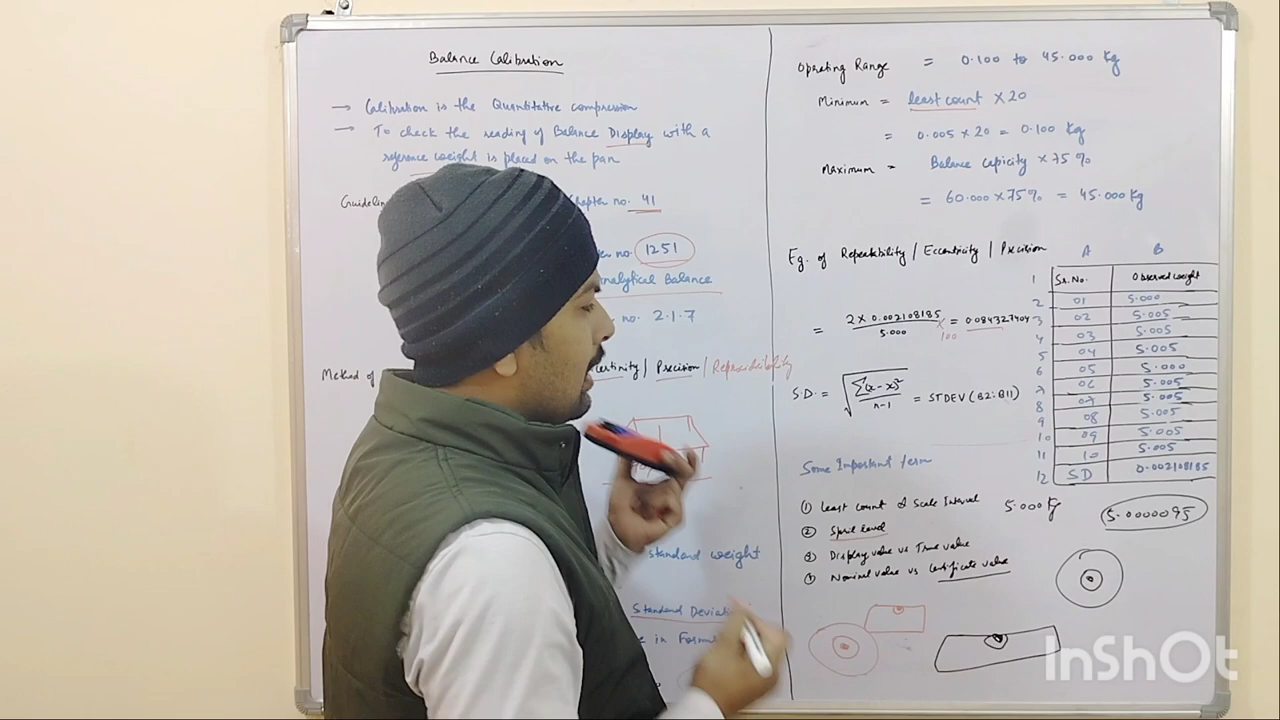 Balance Calibration
→ Calibration is the Quantitative compression
→ To check the reading of Balance Display with a
reference weight is placed on the pan
Guidelin
Chapter no. 41
no. 1251
Analytical Balance
no. 2.1.7
Method of
/ Precision / Reproducibility
standard weight
Standard Deviati
in Formu
Operating Range = 0.100 to 45.000 Kg
Minimum = least count × 20
= 0.005 × 20 = 0.100 Kg
Maximum = Balance capicity × 75 %
= 60.000 × 75% = 45.000 Kg
Eg. of Repeatability / Eccentricity / Precision
= 2 × 0.002108185 / 5.000 × 100 = 0.084327404
S.D. = √ Σ(x - x)² / n-1 = STDEV (B2:B11)
A B
1 Sr. No. Observed weight
2 01 5.000
3 02 5.005
4 03 5.005
5 04 5.005
6 05 5.000
7 06 5.005
8 07 5.005
9 08 5.005
10 09 5.005
11 10 5.005
12 SD 0.002108185
Some Important term
① Least count & Scale Interval
5.000 Kg
5.0000095
② Spril level
③ Display value vs True value
④ Nominal value vs Certificate value
InShOt